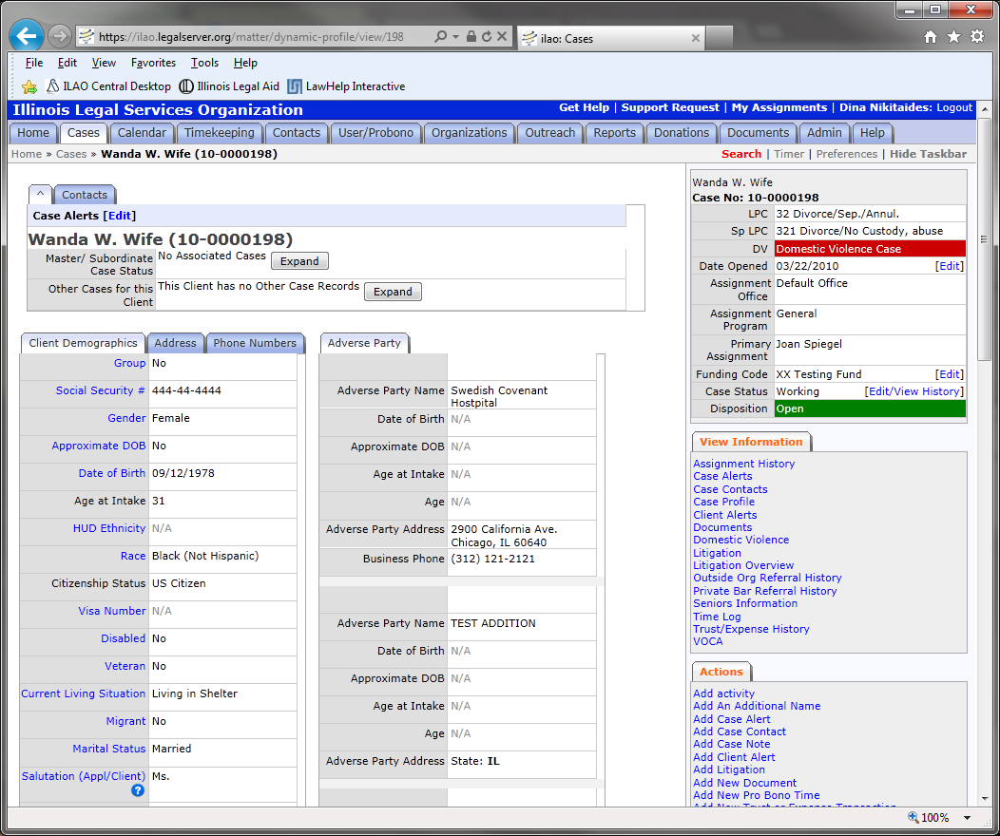 https://ilao.legalserver.org/matter/dynamic-profile/view/198
ilao: Cases
File Edit View Favorites Tools Help
ILAO Central Desktop Illinois Legal Aid LawHelp Interactive
Illinois Legal Services Organization
Get Help | Support Request | My Assignments | Dina Nikitaides: Logout
Home Cases Calendar Timekeeping Contacts User/Probono Organizations Outreach Reports Donations Documents Admin Help
Home » Cases » Wanda W. Wife (10-0000198)
Search | Timer | Preferences | Hide Taskbar
^ Contacts
Case Alerts [Edit]
Wanda W. Wife (10-0000198)
Master/ Subordinate Case Status No Associated Cases Expand
Other Cases for this Client This Client has no Other Case Records Expand
Client Demographics Address Phone Numbers
Group No
Social Security # 444-44-4444
Gender Female
Approximate DOB No
Date of Birth 09/12/1978
Age at Intake 31
HUD Ethnicity N/A
Race Black (Not Hispanic)
Citizenship Status US Citizen
Visa Number N/A
Disabled No
Veteran No
Current Living Situation Living in Shelter
Migrant No
Marital Status Married
Salutation (Appl/Client) Ms.
?
Adverse Party
Adverse Party Name Swedish Covenant
Hostpital
Date of Birth N/A
Approximate DOB N/A
Age at Intake N/A
Age N/A
Adverse Party Address 2900 California Ave.
Chicago, IL 60640
Business Phone (312) 121-2121
Adverse Party Name TEST ADDITION
Date of Birth N/A
Approximate DOB N/A
Age at Intake N/A
Age N/A
Adverse Party Address State: IL
Wanda W. Wife
Case No: 10-0000198
LPC 32 Divorce/Sep./Annul.
Sp LPC 321 Divorce/No Custody, abuse
DV Domestic Violence Case
Date Opened 03/22/2010 [Edit]
Assignment Office Default Office
Assignment Program General
Primary Assignment Joan Spiegel
Funding Code XX Testing Fund [Edit]
Case Status Working [Edit/View History]
Disposition Open
View Information
Assignment History
Case Alerts
Case Contacts
Case Profile
Client Alerts
Documents
Domestic Violence
Litigation
Litigation Overview
Outside Org Referral History
Private Bar Referral History
Seniors Information
Time Log
Trust/Expense History
VOCA
Actions
Add activity
Add An Additional Name
Add Case Alert
Add Case Contact
Add Case Note
Add Client Alert
Add Litigation
Add New Document
Add New Pro Bono Time
Add New Trust or Expense Transaction
100%